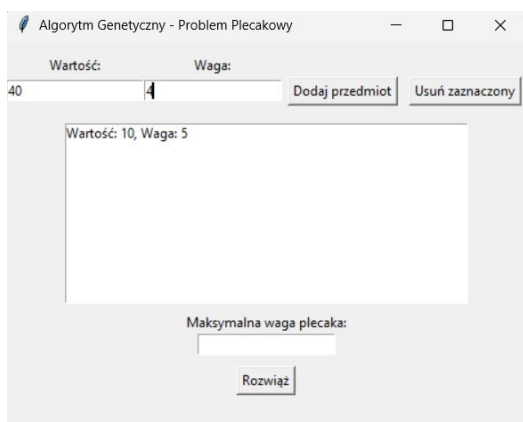 Algorytm Genetyczny - Problem Plecakowy
Wartość: Waga:
40 4 Dodaj przedmiot Usuń zaznaczony
Wartość: 10, Waga: 5
Maksymalna waga plecaka:
Rozwiąż